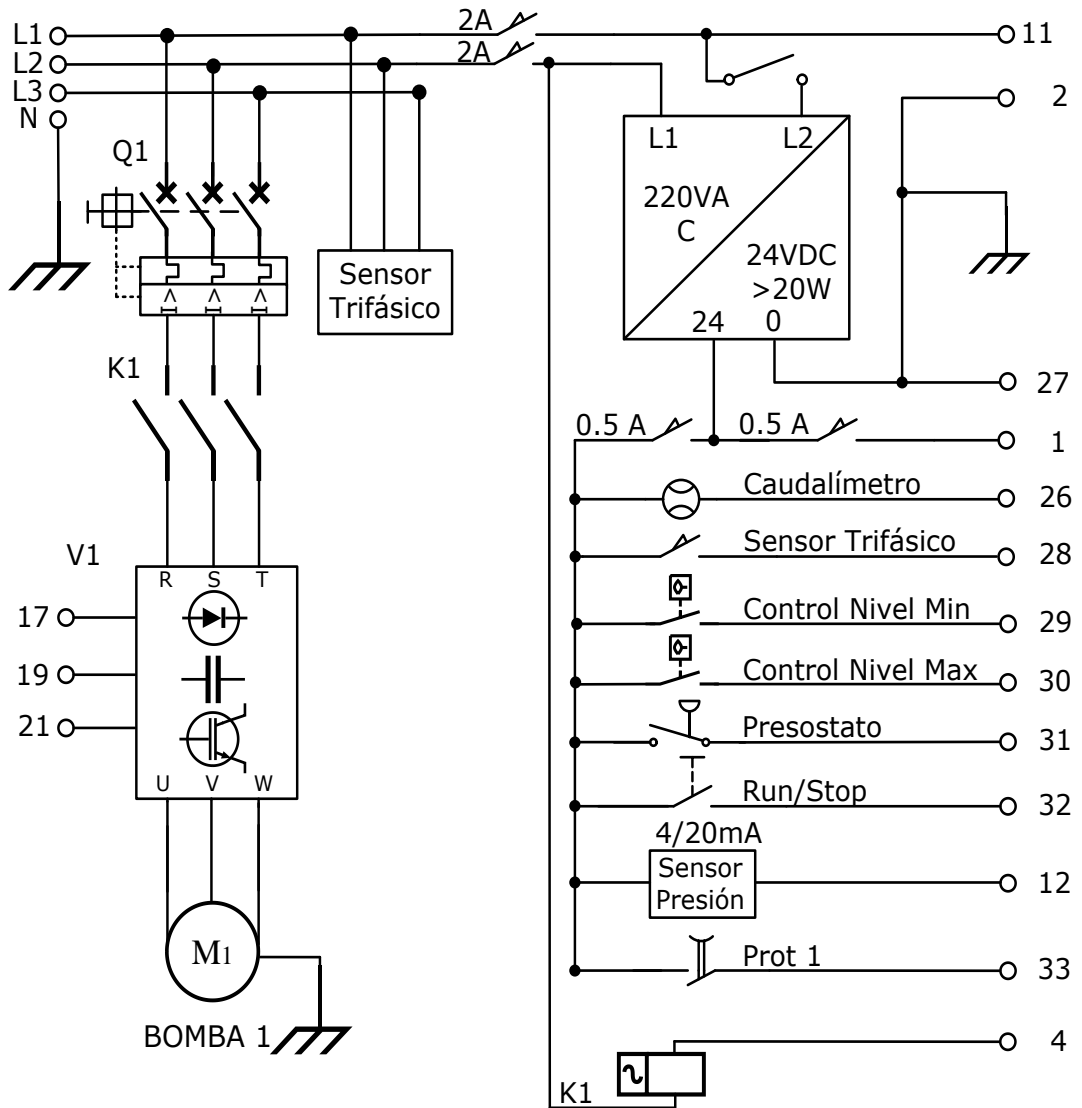 L1
2A
11
L2
2A
L3
2
N
Q1
L1 L2
220VA
C
24VDC
>20W
24 0
Sensor
Trifásico
K1
27
0.5 A 0.5 A
1
Caudalímetro
26
Sensor Trifásico
28
V1
R S T
17
Control Nivel Min
29
19
Control Nivel Max
30
21
Presostato
31
U V W
Run/Stop
32
4/20mA
Sensor
Presión
12
M1
Prot 1
33
BOMBA 1
4
K1